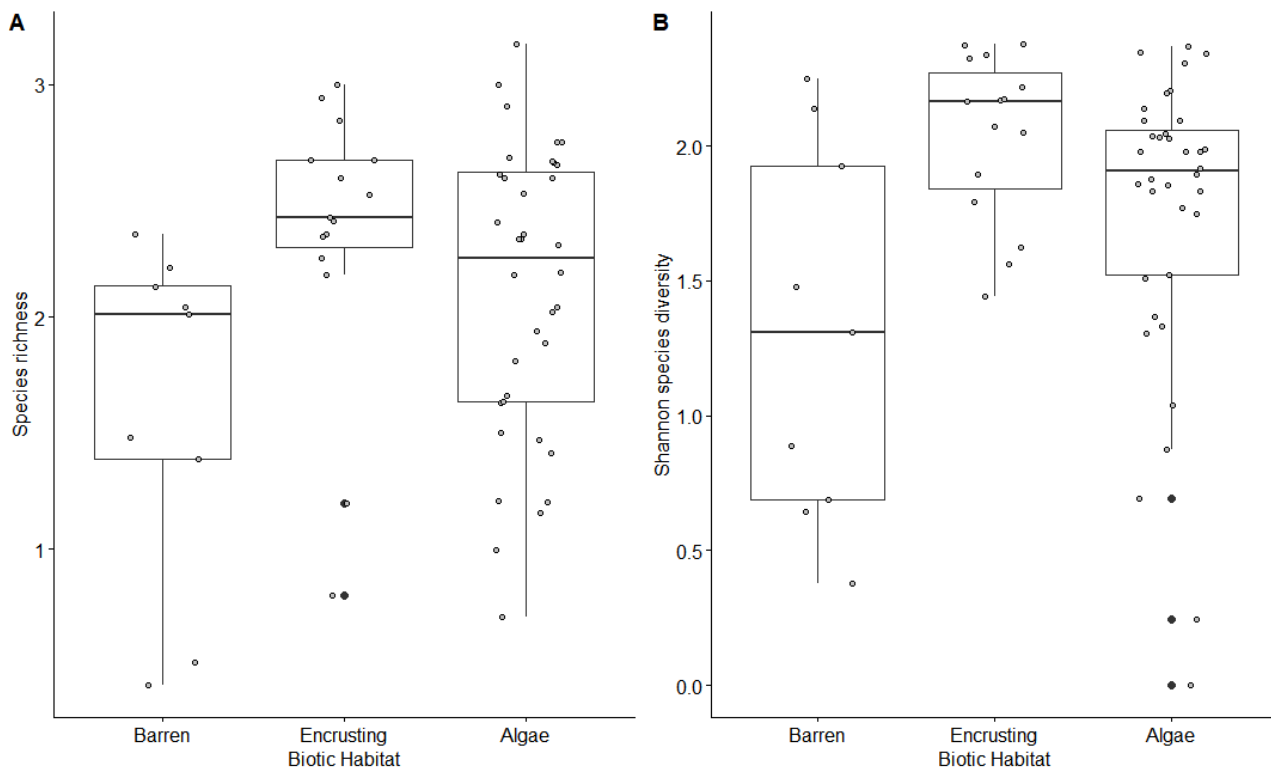 A
Species richness
3
2
1
Barren
Encrusting
Algae
Biotic Habitat
B
Shannon species diversity
2.0
1.5
1.0
0.5
0.0
Barren
Encrusting
Algae
Biotic Habitat